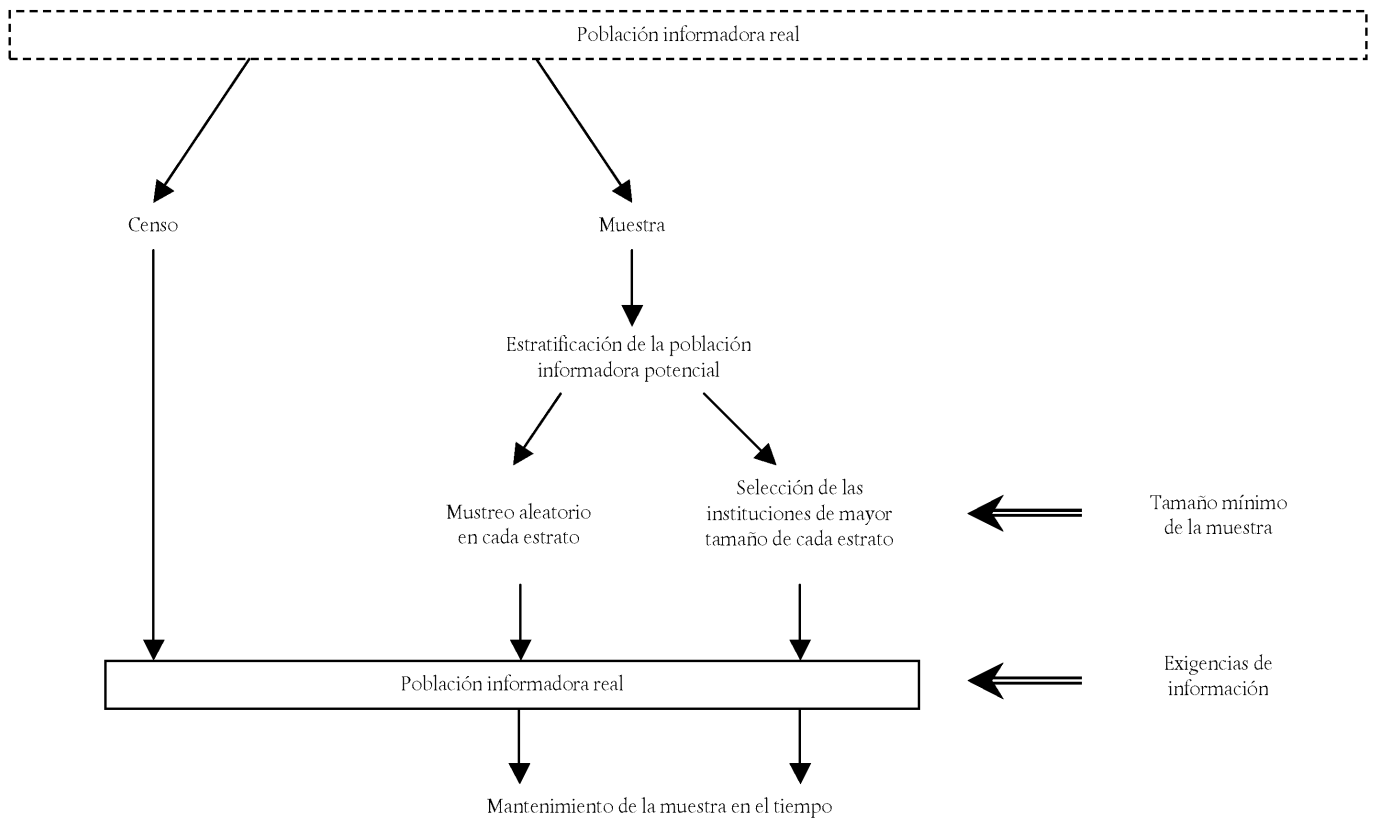 Población informadora real
Censo
Muestra
Estratificación de la población
informadora potencial
Mustreo aleatorio
en cada estrato
Selección de las
instituciones de mayor
tamaño de cada estrato
Tamaño mínimo
de la muestra
Población informadora real
Exigencias de
información
Mantenimiento de la muestra en el tiempo